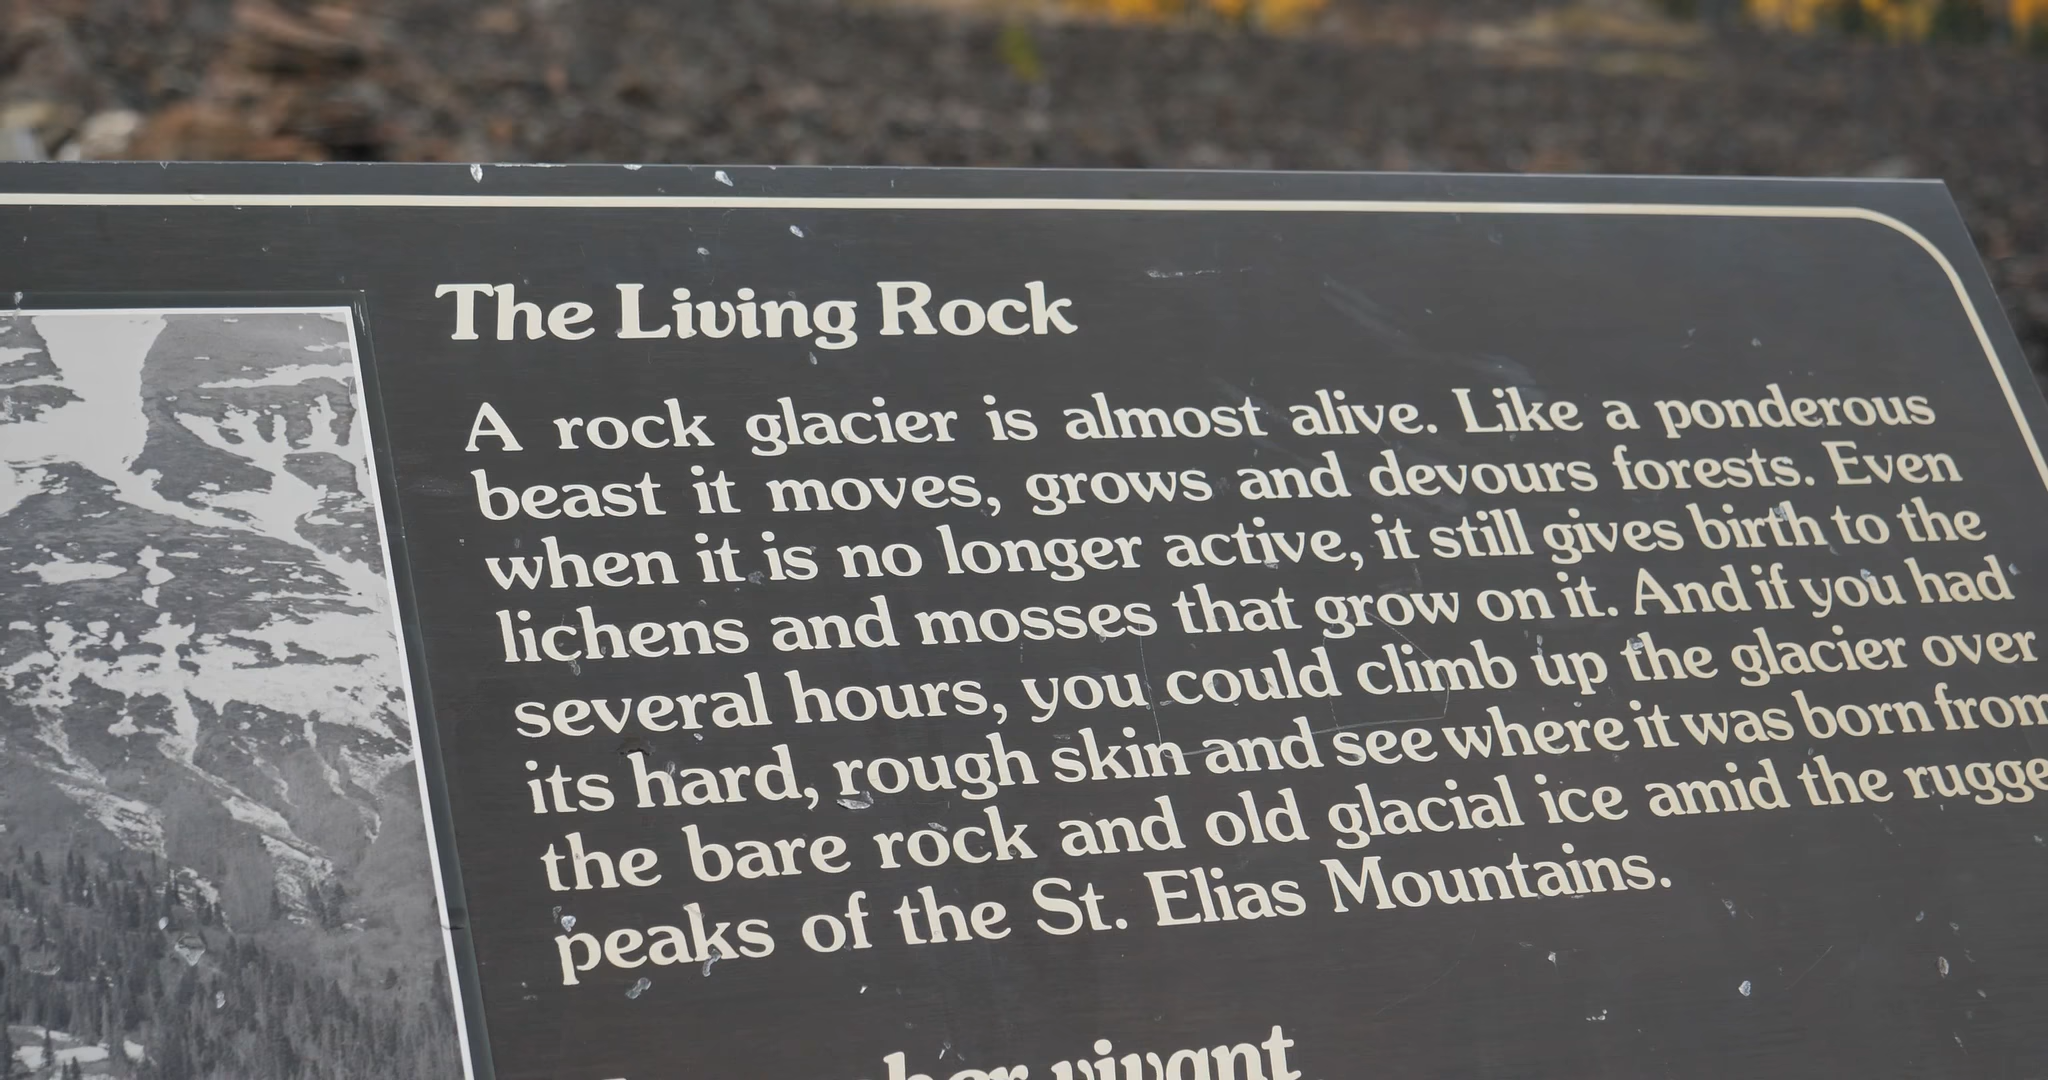 The Living Rock
A rock glacier is almost alive. Like a ponderous
beast it moves, grows and devours forests. Even
when it is no longer active, it still gives birth to the
lichens and mosses that grow on it. And if you had
several hours, you could climb up the glacier over
its hard, rough skin and see where it was born from
the bare rock and old glacial ice amid the rugge
peaks of the St. Elias Mountains.
vivant